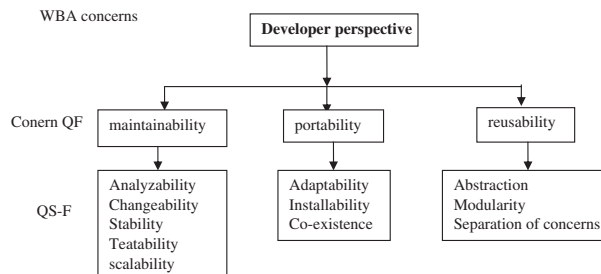 WBA concerns
Developer perspective
Conern QF
maintainability
portability
reusability
QS-F
Analyzability
Changeability
Stability
Teatability
scalability
Adaptability
Installability
Co-existence
Abstraction
Modularity
Separation of concerns